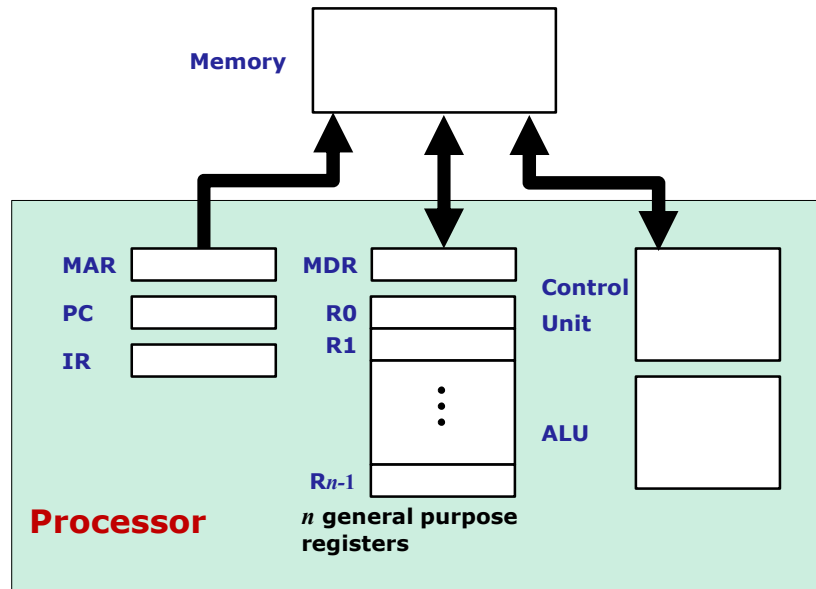 Memory
MAR
MDR
Control
Unit
PC
R0
R1
IR
ALU
Rn-1
Processor
n general purpose
registers